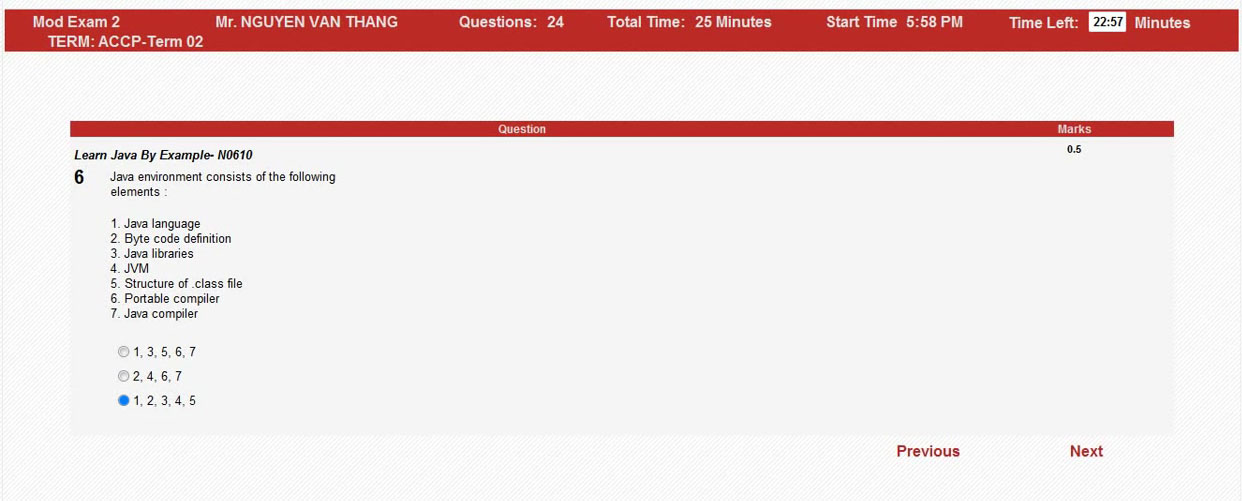 Mod Exam 2 Mr. NGUYEN VAN THANG Questions: 24 Total Time: 25 Minutes Start Time 5:58 PM Time Left: 22:57 Minutes
TERM: ACCP-Term 02
Question Marks
Learn Java By Example- N0610 0.5
6 Java environment consists of the following
elements :
1. Java language
2. Byte code definition
3. Java libraries
4. JVM
5. Structure of .class file
6. Portable compiler
7. Java compiler
1, 3, 5, 6, 7
2, 4, 6, 7
1, 2, 3, 4, 5
Previous Next